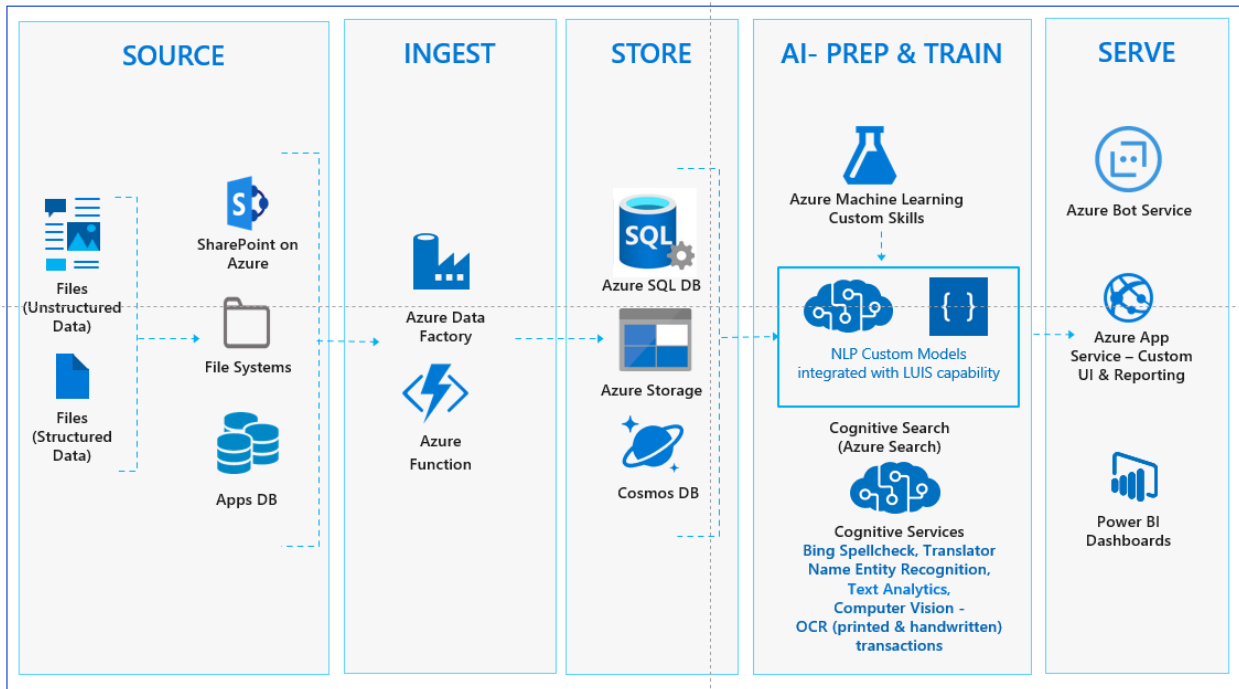 SOURCE
INGEST
STORE
AI- PREP & TRAIN
SERVE
Files
(Unstructured
Data)
Files
(Structured
Data)
S
SharePoint on
Azure
File Systems
Apps DB
Azure Data
Factory
Azure
Function
SQL
Azure SQL DB
Azure Storage
Cosmos DB
Azure Machine Learning
Custom Skills
{ }
NLP Custom Models
integrated with LUIS capability
Cognitive Search
(Azure Search)
Cognitive Services
Bing Spellcheck, Translator
Name Entity Recognition,
Text Analytics,
Computer Vision -
OCR (printed & handwritten)
transactions
Azure Bot Service
Azure App
Service – Custom
UI & Reporting
Power BI
Dashboards